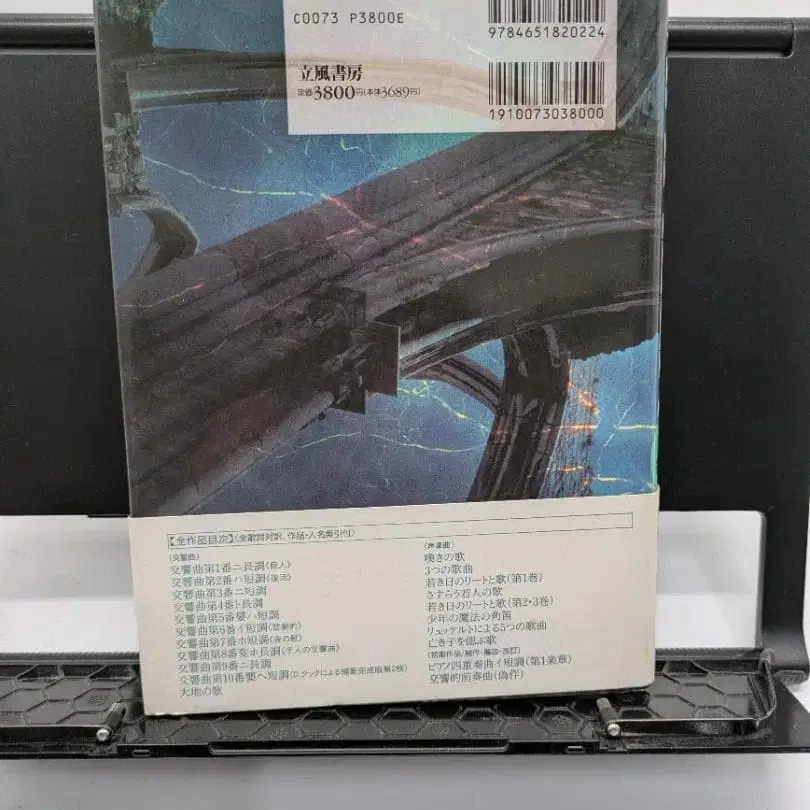 C0073 P3800E
9784651820224
立風書房
定価3800円(本体3689円)
1910073038000
【全作品目次】〈全歌詞対訳、作品・人名索引付〉
〈交響曲〉
交響曲第1番ニ長調〈巨人〉
交響曲第2番ハ短調〈復活〉
交響曲第3番ニ短調
交響曲第4番ト長調
交響曲第5番嬰ハ短調
交響曲第6番イ短調〈悲劇的〉
交響曲第7番ホ短調〈夜の歌〉
交響曲第8番変ホ長調〈千人の交響曲〉
交響曲第9番ニ長調
交響曲第10番嬰ヘ短調(D.クックによる補筆完成版第2稿)
大地の歌
〈声楽曲〉
嘆きの歌
3つの歌曲
若き日のリートと歌(第1巻)
さすらう若人の歌
若き日のリートと歌(第2・3巻)
少年の魔法の角笛
リュッケルトによる5つの歌曲
亡き子を偲ぶ歌
〈初期作品/補作・編曲・改訂〉
ピアノ四重奏曲イ短調(第1楽章)
交響的前奏曲(偽作)